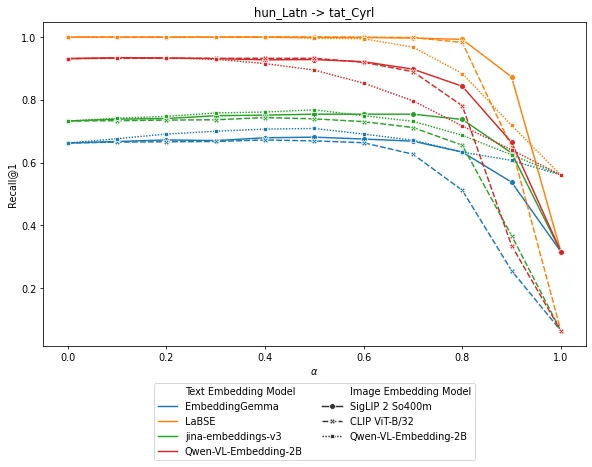 hun_Latn -> tat_Cyrl
Recall@1
1.0
0.8
0.6
0.4
0.2
0.0 0.2 0.4 0.6 0.8 1.0
α
Text Embedding Model
EmbeddingGemma
LaBSE
jina-embeddings-v3
Qwen-VL-Embedding-2B
Image Embedding Model
SigLIP 2 So400m
CLIP ViT-B/32
Qwen-VL-Embedding-2B